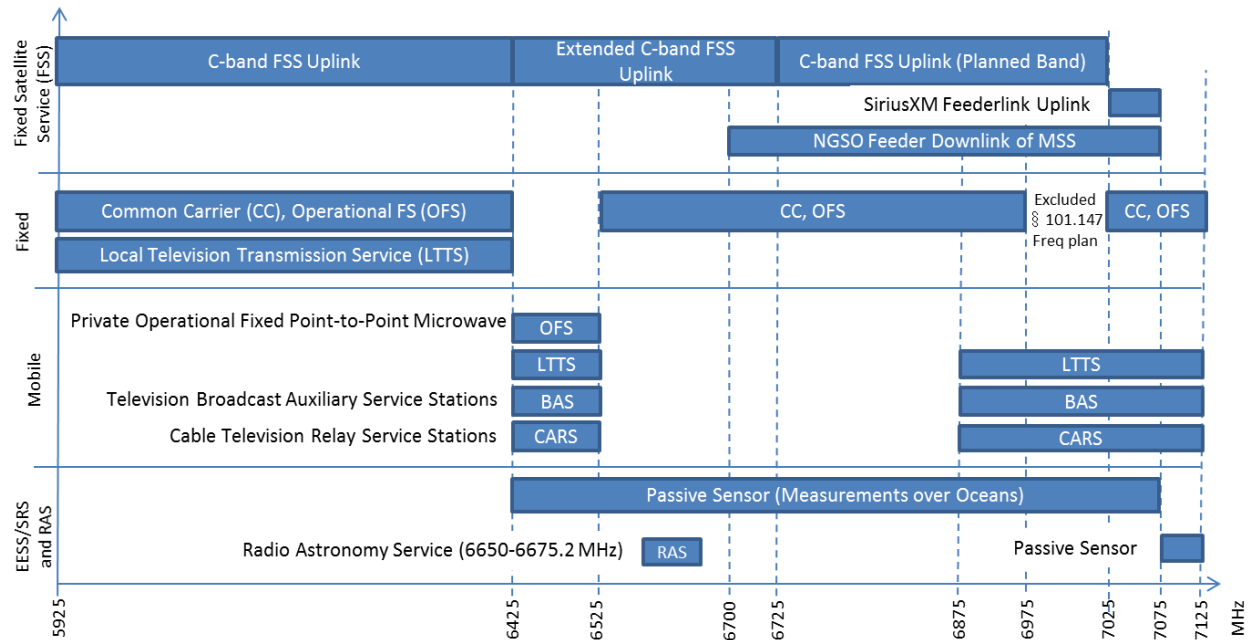 Fixed Satellite
Service (FSS)
C-band FSS Uplink
Extended C-band FSS
Uplink
C-band FSS Uplink (Planned Band)
SiriusXM Feederlink Uplink
NGSO Feeder Downlink of MSS
Fixed
Common Carrier (CC), Operational FS (OFS)
CC, OFS
Excluded
§ 101.147
Freq plan
CC, OFS
Local Television Transmission Service (LTTS)
Mobile
Private Operational Fixed Point-to-Point Microwave
OFS
LTTS
LTTS
Television Broadcast Auxiliary Service Stations
BAS
BAS
Cable Television Relay Service Stations
CARS
CARS
EESS/SRS
and RAS
Passive Sensor (Measurements over Oceans)
Radio Astronomy Service (6650-6675.2 MHz)
RAS
Passive Sensor
5925
6425
6525
6700
6725
6875
6975
7025
7075
7125
MHz